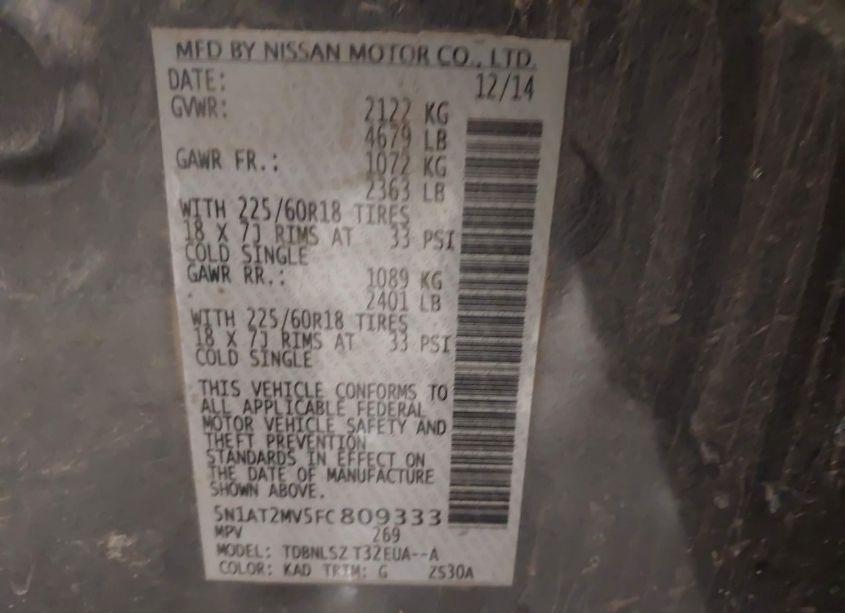 MFD BY NISSAN MOTOR CO., LTD.
DATE: 12/14
GVWR: 2122 KG
4679 LB
GAWR FR.: 1072 KG
2363 LB
WITH 225/60R18 TIRES
18 X 7J RIMS AT 33 PSI
COLD SINGLE
GAWR RR.: 1089 KG
2401 LB
WITH 225/60R18 TIRES
18 X 7J RIMS AT 33 PSI
COLD SINGLE
THIS VEHICLE CONFORMS TO
ALL APPLICABLE FEDERAL
MOTOR VEHICLE SAFETY AND
THEFT PREVENTION
STANDARDS IN EFFECT ON
THE DATE OF MANUFACTURE
SHOWN ABOVE.
5N1AT2MV5FC809333
MPV 269
MODEL: TDBNLSZ T32EUA--A
COLOR: KAD TRIM: G ZS30A